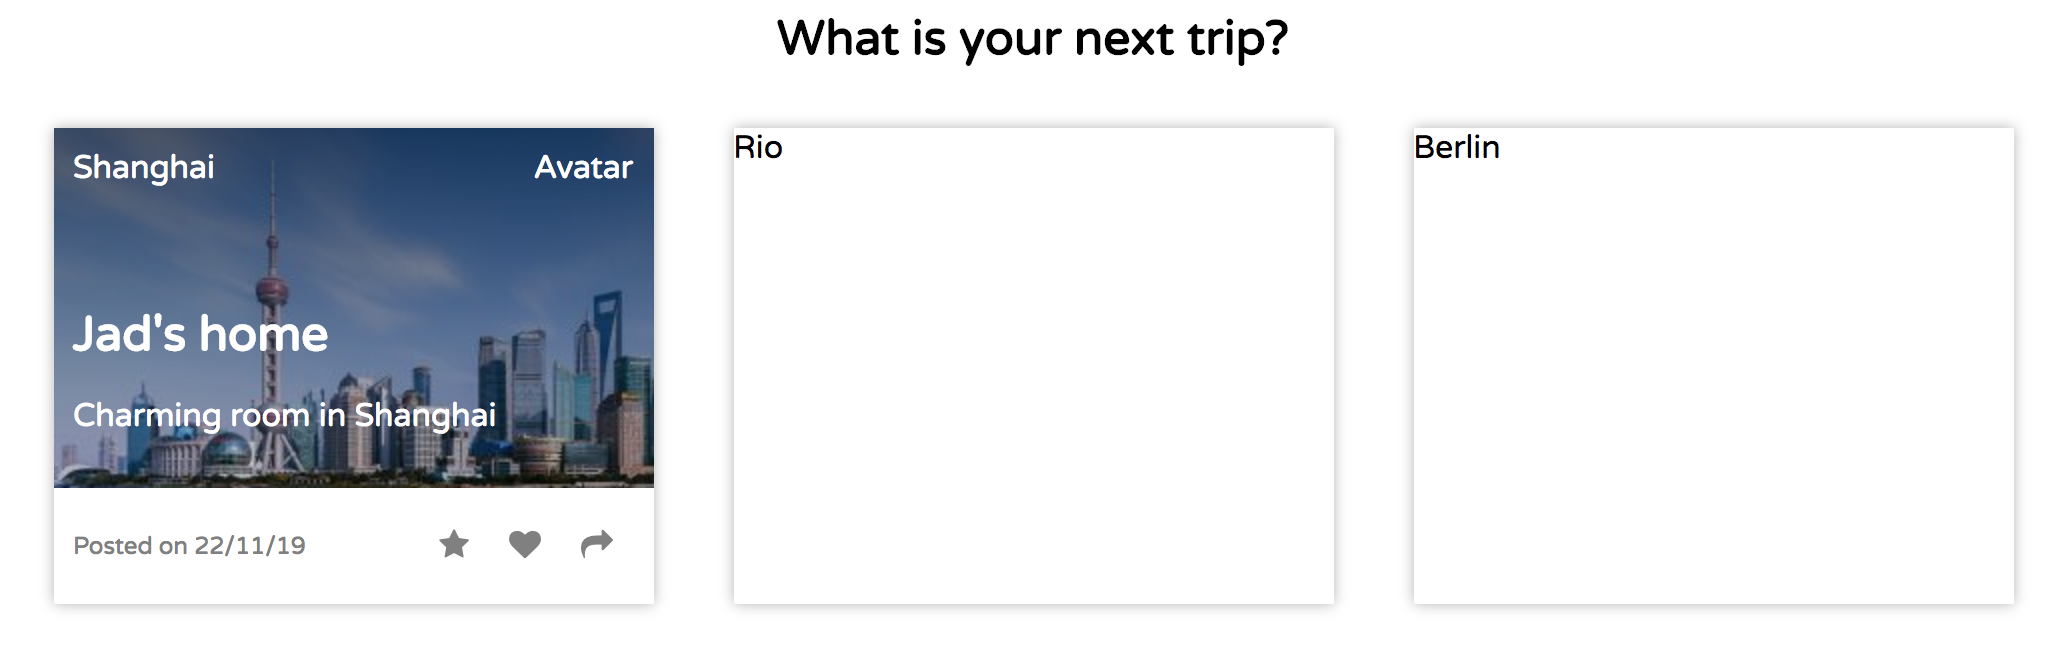 What is your next trip?
Shanghai
Avatar
Jad's home
Charming room in Shanghai
Posted on 22/11/19
Rio
Berlin